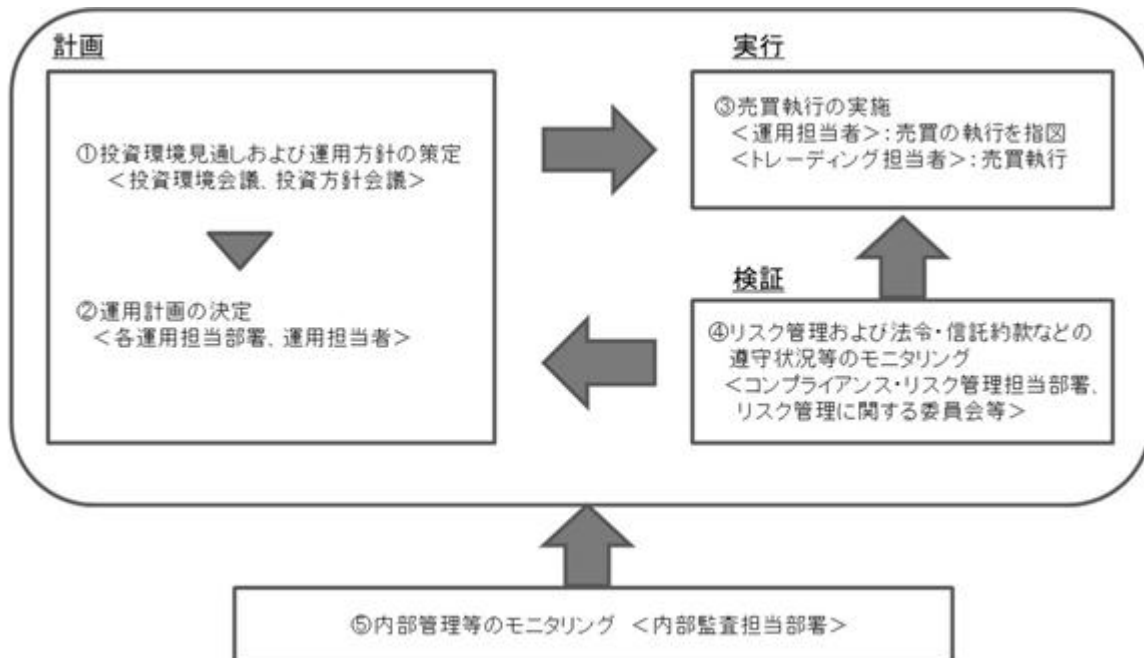 計画
①投資環境見通しおよび運用方針の策定
＜投資環境会議、投資方針会議＞
②運用計画の決定
＜各運用担当部署、運用担当者＞
実行
③売買執行の実施
＜運用担当者＞：売買の執行を指図
＜トレーディング担当者＞：売買執行
検証
④リスク管理および法令・信託約款などの
遵守状況等のモニタリング
＜コンプライアンス・リスク管理担当部署、
リスク管理に関する委員会等＞
⑤内部管理等のモニタリング ＜内部監査担当部署＞